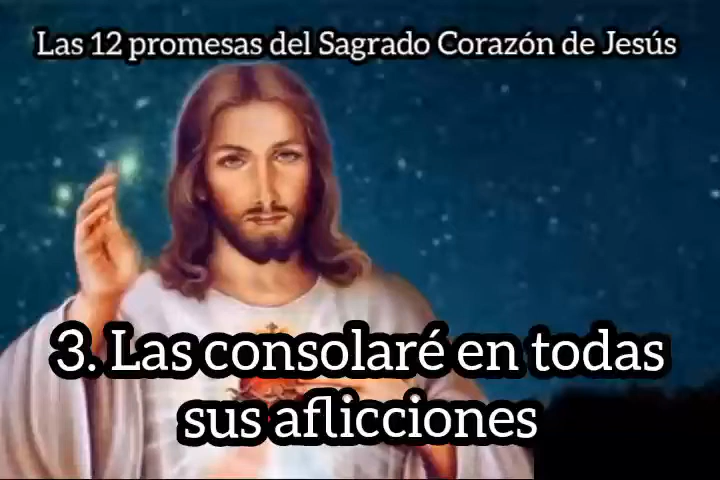 Las 12 promesas del Sagrado Corazón de Jesús
3. Las consolaré en todas
sus aflicciones